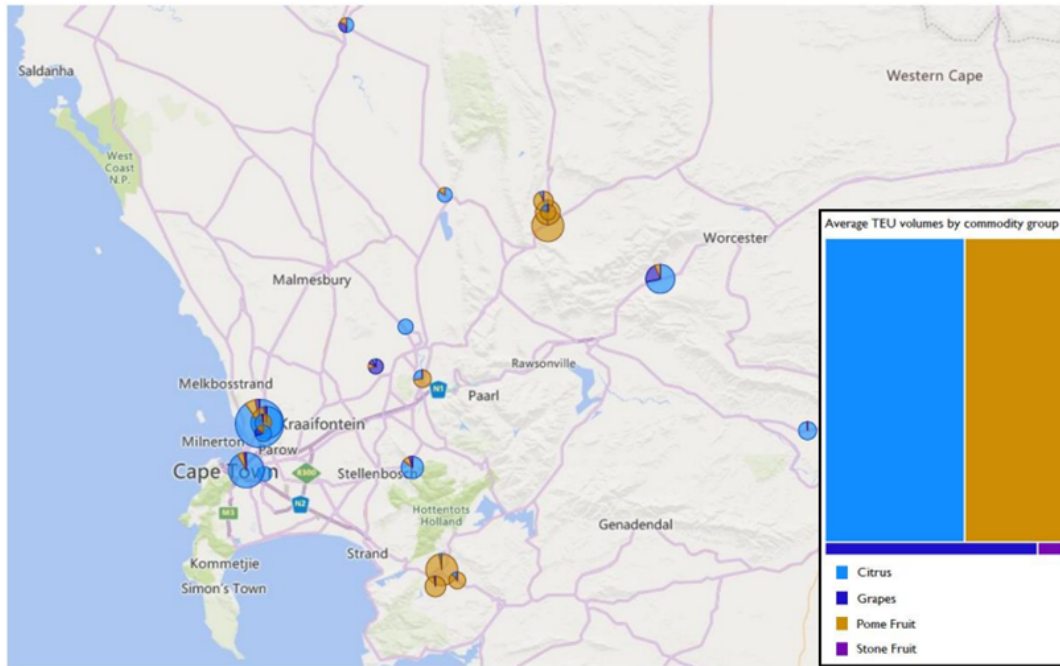 Saldanha
Western Cape
West
Coast
N.P.
Worcester
Average TEU volumes by commodity group
Malmesbury
Rawsonville
Melkbosstrand
N1
Paarl
Kraaifontein
Milnerton
Parow
Cape Town
Stellenbosch
R300
N2
M3
Hottentots
Holland
Genadendal
Strand
Kommetjie
Simon's Town
Citrus
Grapes
Pome Fruit
Stone Fruit